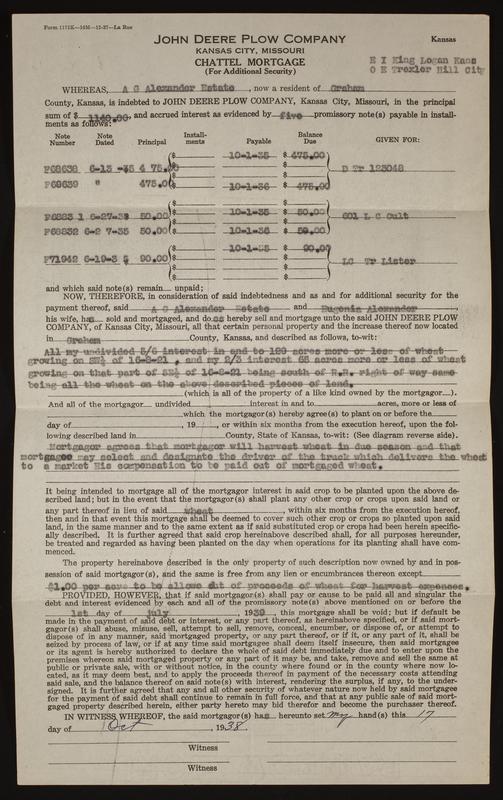 Form 1171K—10M—12-37—La Rue
JOHN DEERE PLOW COMPANY
Kansas
KANSAS CITY, MISSOURI
CHATTEL MORTGAGE
(For Additional Security)
E I King Logan Kans
O E Trexler Hill City
WHEREAS, A G Alexander Estate, now a resident of Graham
County, Kansas, is indebted to JOHN DEERE PLOW COMPANY, Kansas City, Missouri, in the principal
sum of $ 1140.00, and accrued interest as evidenced by five promissory note(s) payable in install-
ments as follows:
Note Number Note Dated Principal Install-ments Payable Balance Due GIVEN FOR:
F68638 6-13-35 475.00 10-1-35 $ 475.00 D Tr 123048
F68639 " 475.00 10-1-36 $ 475.00
F68831 6-27-35 50.00 10-1-35 $ 50.00 601 L C Cult
F68832 6-27-35 50.00 10-1-36 $ 50.00
F71942 6-19-35 90.00 10-1-35 $ 90.00 LC Tr Lister
and which said note(s) remain unpaid;
NOW, THEREFORE, in consideration of said indebtedness and as and for additional security for the
payment thereof, said A G Alexander Estate and Eugenia Alexander,
his wife, has sold and mortgaged, and does hereby sell and mortgage unto the said JOHN DEERE PLOW
COMPANY, of Kansas City, Missouri, all that certain personal property and the increase thereof now located
in Graham County, Kansas, and described as follows, to-wit:
All my undivided 5/6 interest in and to 120 acres more or less of wheat
growing on of 16-8-21, and my 2/3 interest 65 acres more or less of wheat
growing on that part of of 16-8-21 being south of R.R. right of way same
being all the wheat on the above described pieces of land.
(which is all of the property of a like kind owned by the mortgagor).
And all of the mortgagor undivided interest in and to acres, more or less of
which the mortgagor(s) hereby agree(s) to plant on or before the
day of , 19 , or within six months from the execution hereof, upon the fol-
lowing described land in County, State of Kansas, to-wit: (See diagram reverse side).
Mortgagor agrees that mortgagor will harvest wheat in due season and that
mortgagee may select and designate the driver of the truck which delivers the wheat
to a market His compensation to be paid out of mortgaged wheat.
It being intended to mortgage all of the mortgagor interest in said crop to be planted upon the above de-
scribed land; but in the event that the mortgagor(s) shall plant any other crop or crops upon said land or
any part thereof in lieu of said wheat, within six months from the execution hereof,
then and in that event this mortgage shall be deemed to cover such other crop or crops so planted upon said
land, in the same manner and to the same extent as if said substituted crop or crops had been herein specific-
ally described. It is further agreed that said crop hereinabove described shall, for all purposes hereunder,
be treated and regarded as having been planted on the day when operations for its planting shall have com-
menced.
The property hereinabove described is the only property of such description now owned by and in pos-
session of said mortgagor(s), and the same is free from any lien or encumbrances thereon except
$1.00 per acre to be allowe out of proceeds of wheat for harvest expenses.
PROVIDED, HOWEVER, that if said mortgagor(s) shall pay or cause to be paid all and singular the
debt and interest evidenced by each and all of the promissory note(s) above mentioned on or before the
1st day of july july, 1939, this mortgage shall be void; but if default be
made in the payment of said debt or interest, or any part thereof, as hereinabove specified, or if said mort-
gagor(s) shall abuse, misuse, sell, attempt to sell, remove, conceal, encumber, or dispose of, or attempt to
dispose of in any manner, said mortgaged property, or any part thereof, or if it, or any part of it, shall be
seized by process of law, or if at any time said mortgagee shall deem itself insecure, then said mortgagee
or its agent is hereby authorized to declare the whole of said debt immediately due and to enter upon the
premises whereon said mortgaged property or any part of it may be, and take, remove and sell the same at
public or private sale, with or without notice, in the county where found or in the county where now lo-
cated, as it may deem best, and to apply the proceeds thereof in payment of the necessary costs attending
said sale, and the balance thereof on said note(s) with interest, rendering the surplus, if any, to the under-
signed. It is further agreed that any and all other security of whatever nature now held by said mortgagee
for the payment of said debt shall continue to remain in full force, and that at any public sale of said mort-
gaged property described herein, either party hereto may bid therefor and become the purchaser thereof.
IN WITNESS WHEREOF, the said mortgagor(s) has hereunto set my hand(s) this 17
day of Oct, 1938.
Witness
Witness